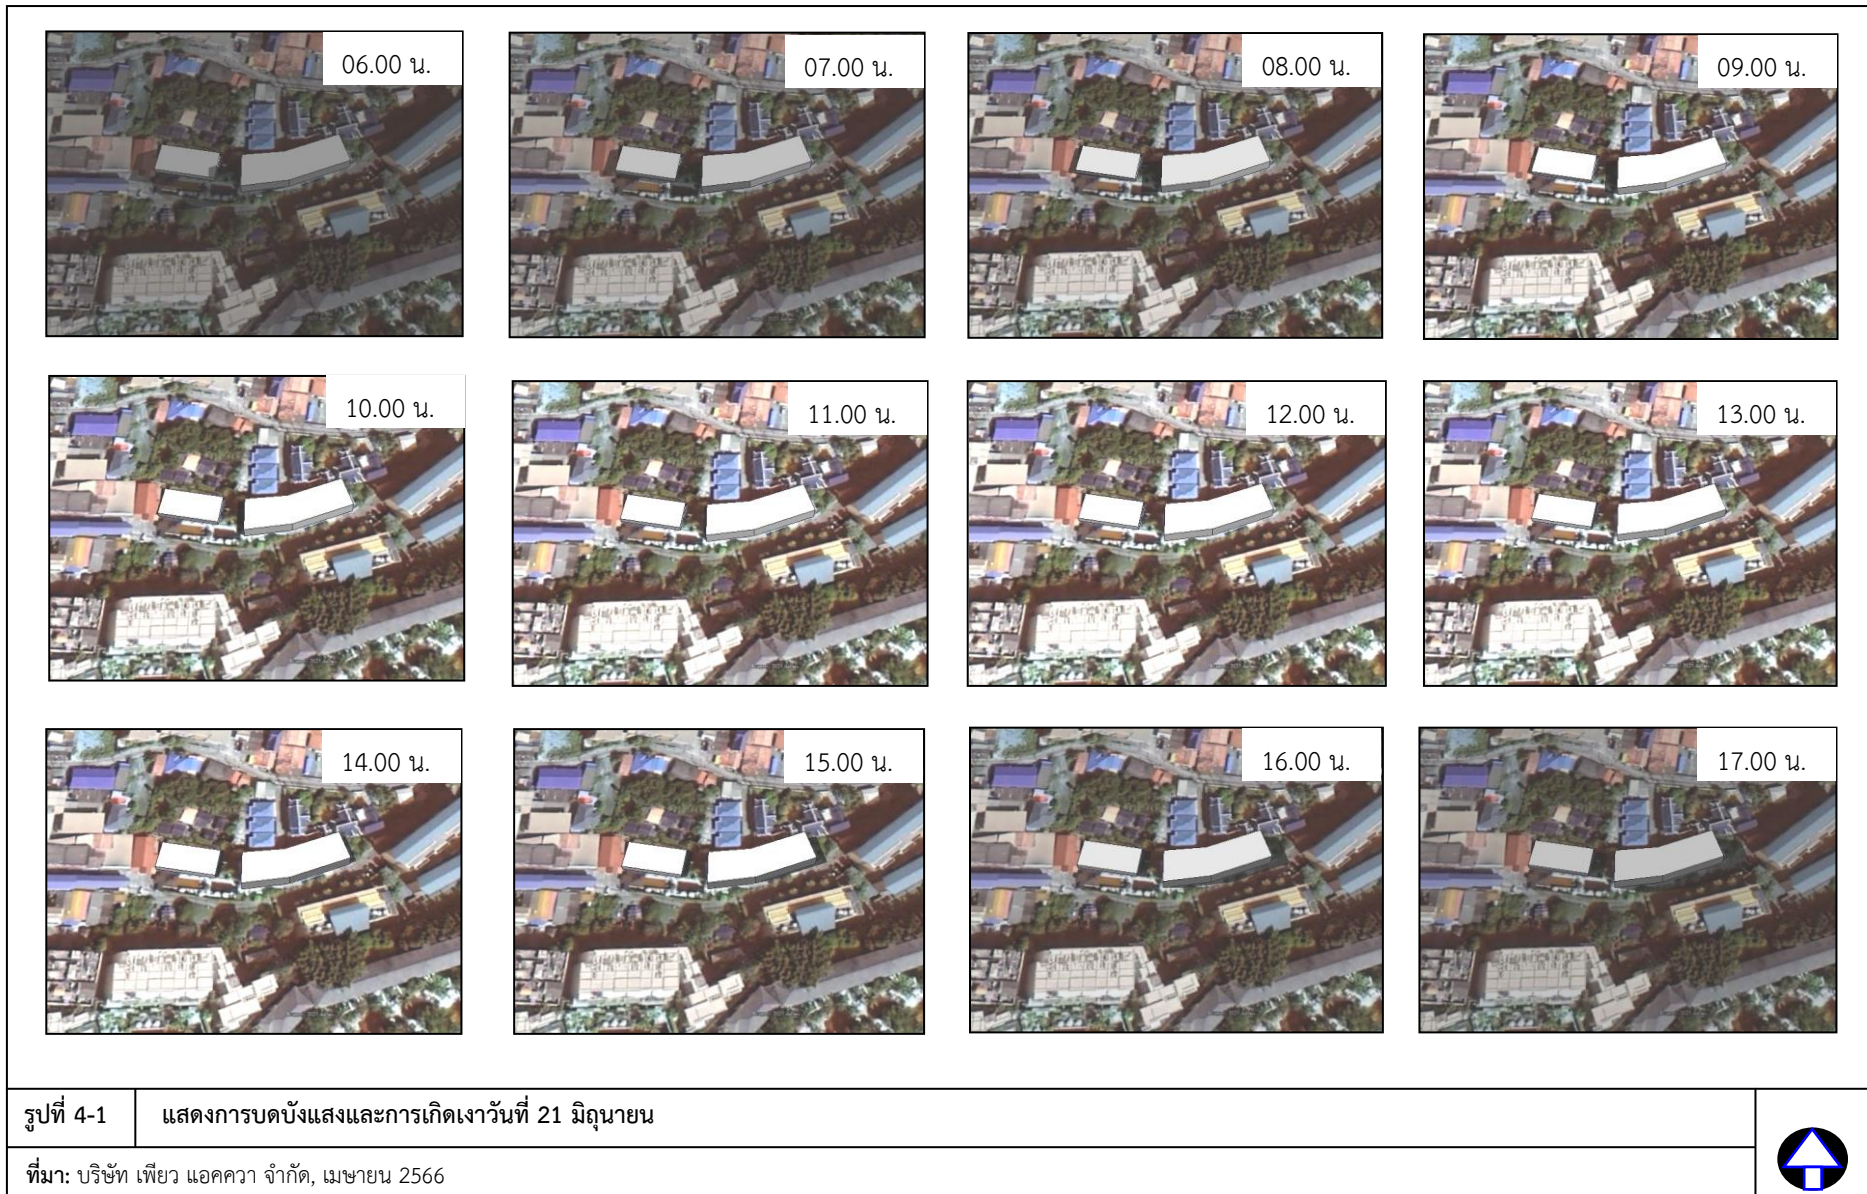 06.00 น.
07.00 น.
08.00 น.
09.00 น.
10.00 น.
11.00 น.
12.00 น.
13.00 น.
14.00 น.
15.00 น.
16.00 น.
17.00 น.
รูปที่ 4-1 แสดงการบดบังแสงและการเกิดเงาวันที่ 21 มิถุนายน
ที่มา: บริษัท เพียว แอคควา จำกัด, เมษายน 2566